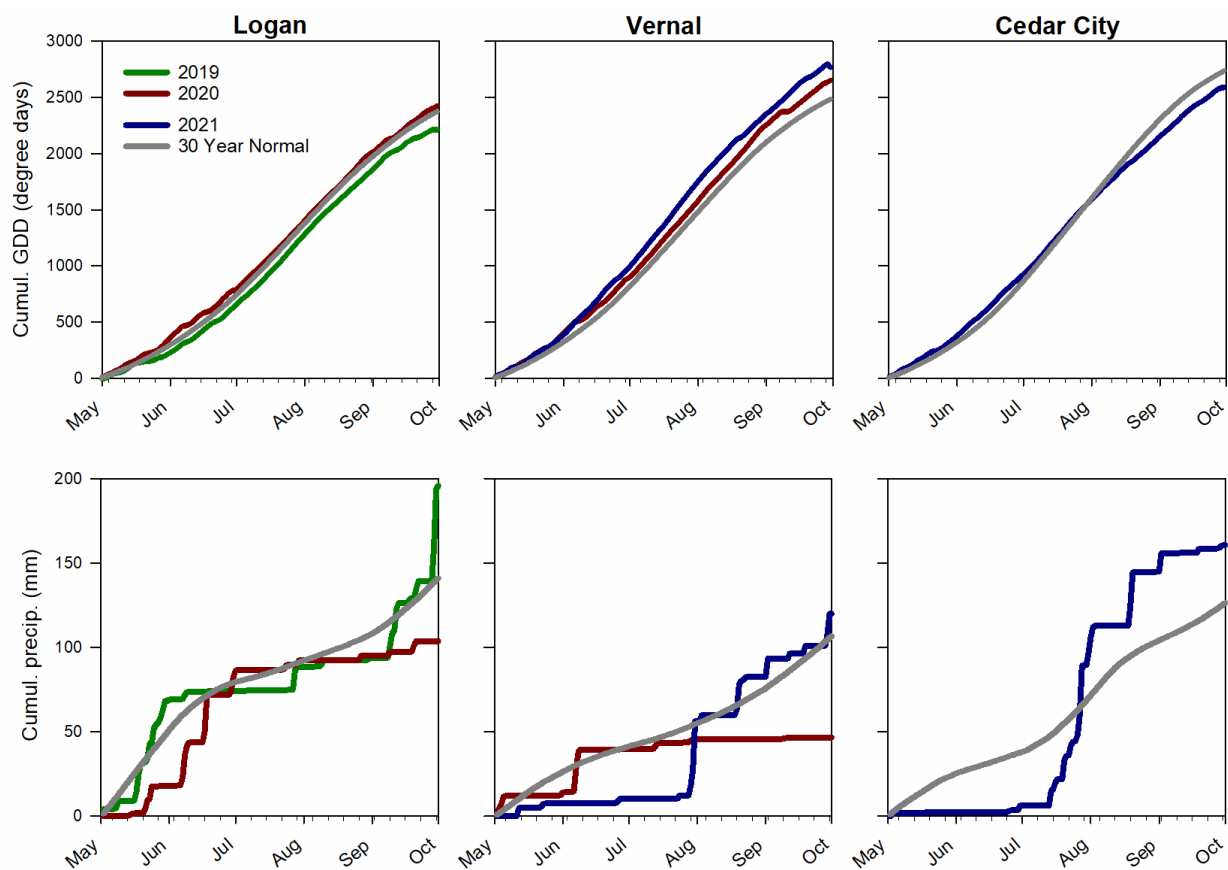 Logan Vernal Cedar City
Cumul. GDD (degree days)
3000
2500
2000
1500
1000
500
0
2019
2020
2021
30 Year Normal
May Jun Jul Aug Sep Oct
May Jun Jul Aug Sep Oct
May Jun Jul Aug Sep Oct
Cumul. precip. (mm)
200
150
100
50
0
May Jun Jul Aug Sep Oct
May Jun Jul Aug Sep Oct
May Jun Jul Aug Sep Oct